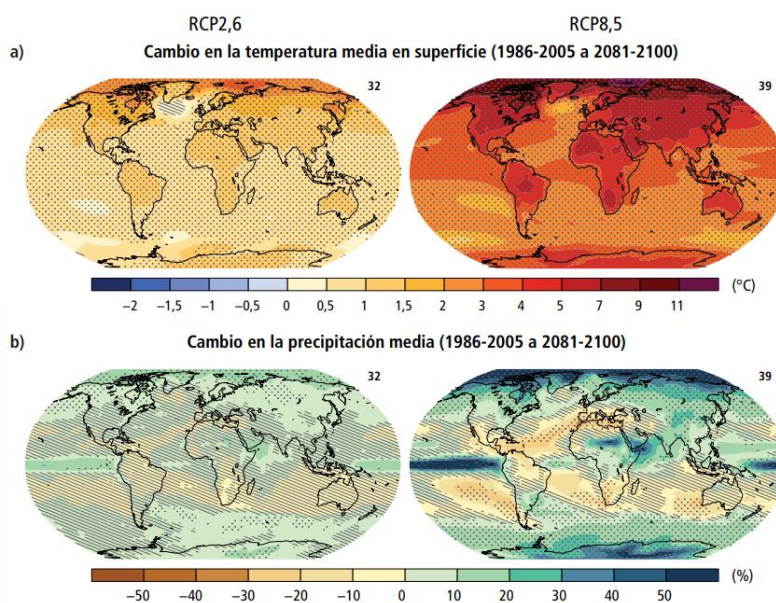 RCP2,6 RCP8,5
a) Cambio en la temperatura media en superficie (1986-2005 a 2081-2100)
32 39
−2 −1,5 −1 −0,5 0 0,5 1 1,5 2 3 4 5 7 9 11 (°C)
b) Cambio en la precipitación media (1986-2005 a 2081-2100)
32 39
−50 −40 −30 −20 −10 0 10 20 30 40 50 (%)